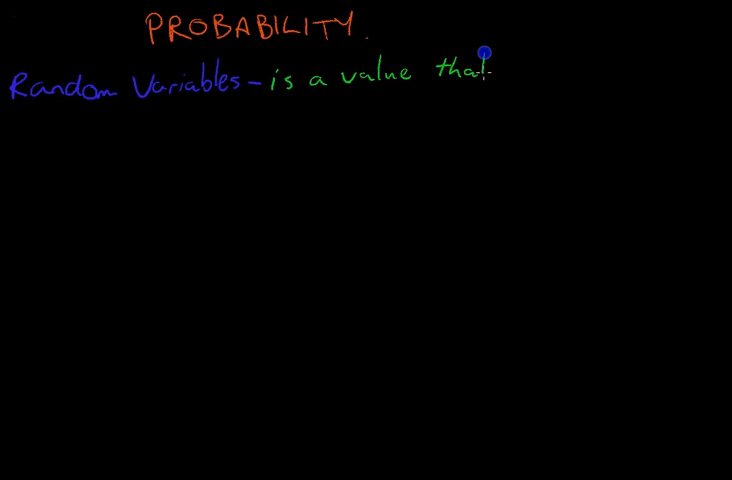 PROBABILITY.
Random Variables - is a value that